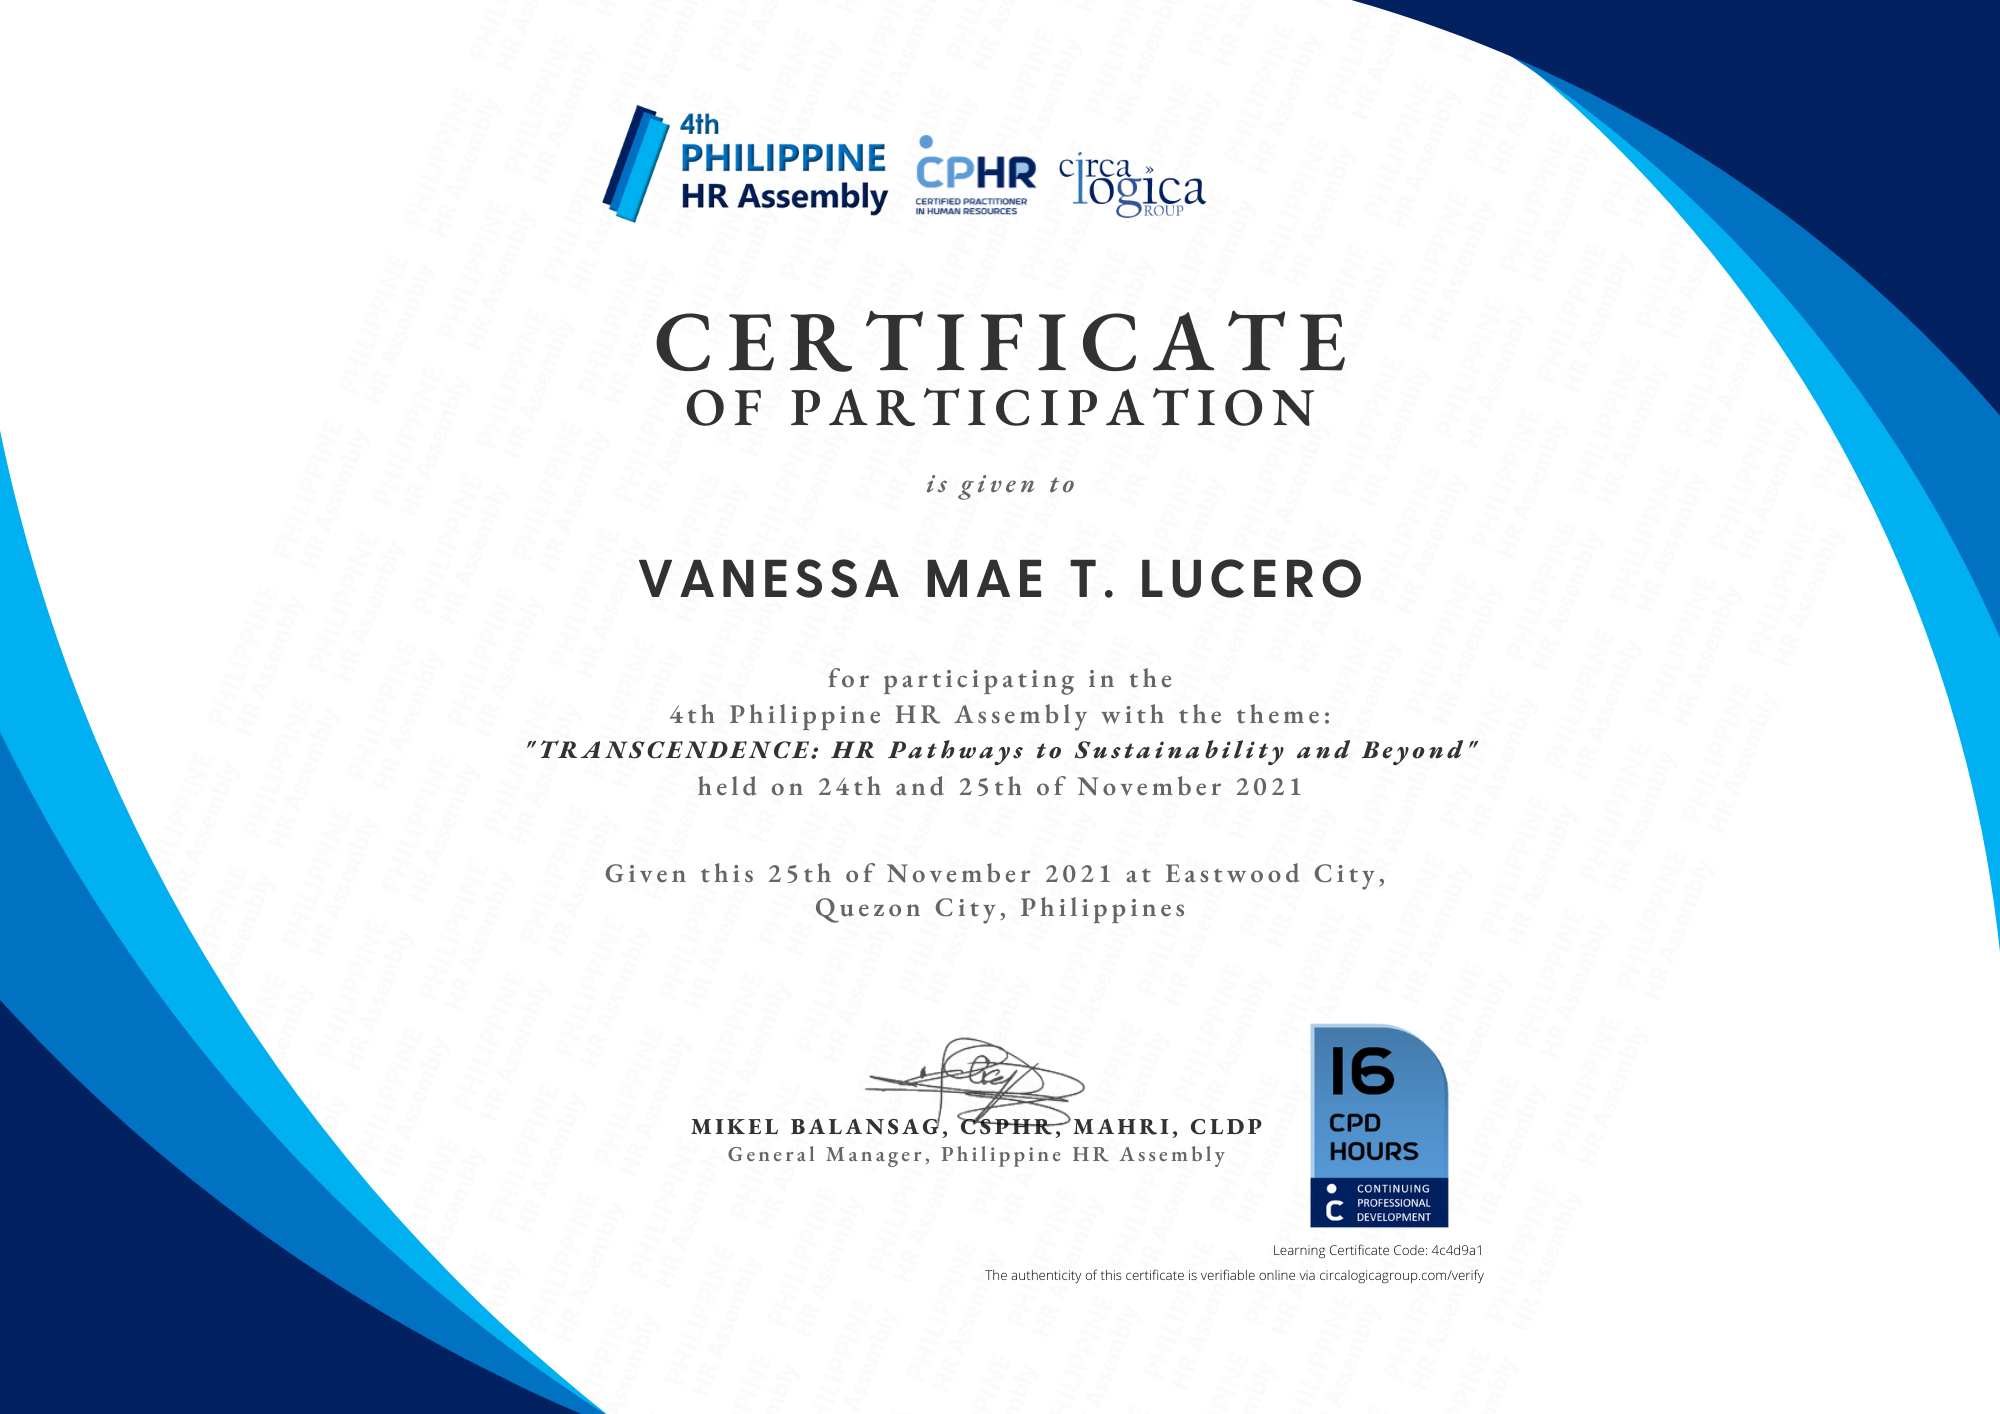 4th
PHILIPPINE
HR Assembly
CPHR
CERTIFIED PRACTITIONER
IN HUMAN RESOURCES
circa »
logica
GROUP
CERTIFICATE
OF PARTICIPATION
is given to
VANESSA MAE T. LUCERO
for participating in the
4th Philippine HR Assembly with the theme:
"TRANSCENDENCE: HR Pathways to Sustainability and Beyond"
held on 24th and 25th of November 2021
Given this 25th of November 2021 at Eastwood City,
Quezon City, Philippines
MIKEL BALANSAG, CSPHR, MAHRI, CLDP
General Manager, Philippine HR Assembly
16
CPD
HOURS
CONTINUING
PROFESSIONAL
DEVELOPMENT
Learning Certificate Code: 4c4d9a1
The authenticity of this certificate is verifiable online via circalogicagroup.com/verify